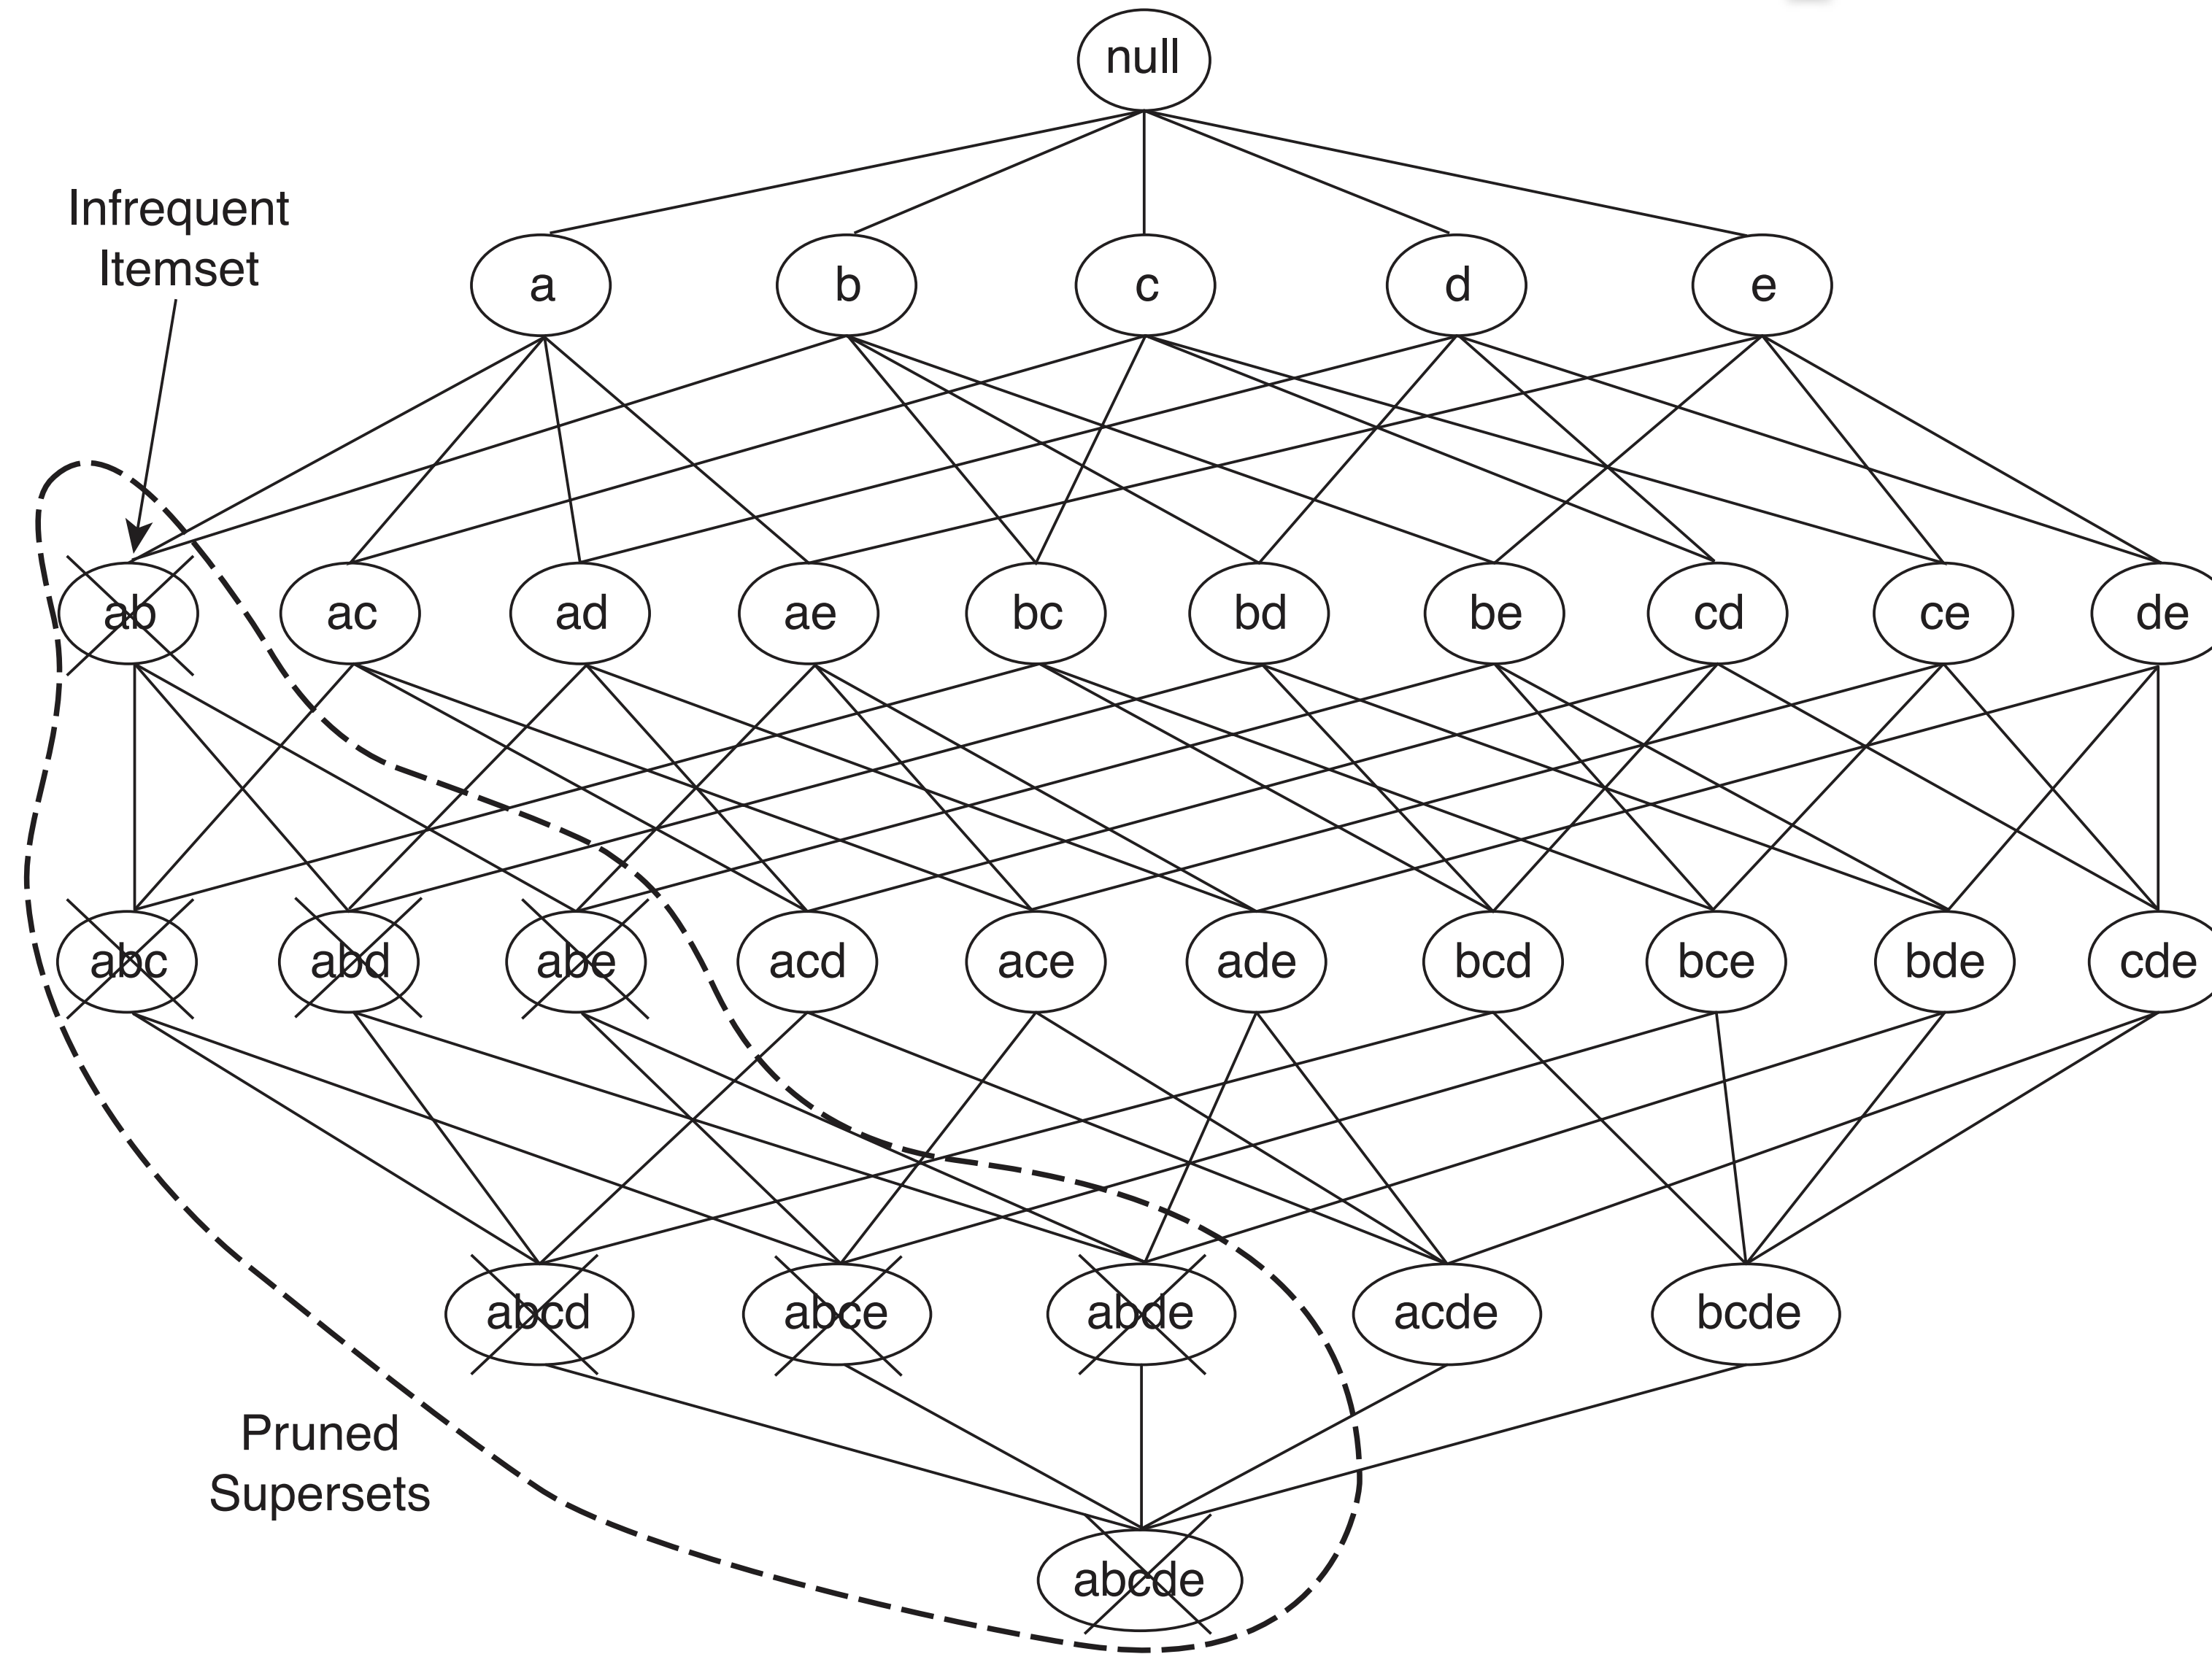 null
Infrequent
Itemset
a b c d e
ab ac ad ae bc bd be cd ce de
abc abd abe acd ace ade bcd bce bde cde
abcd abce abde acde bcde
Pruned
Supersets
abcde